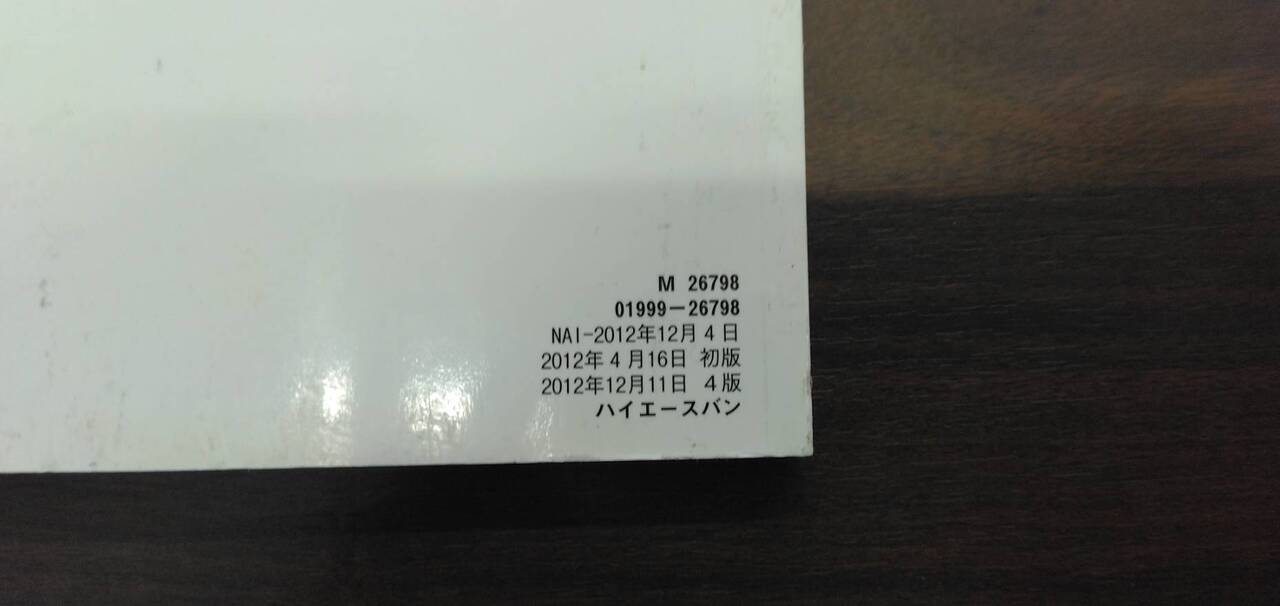 M 26798
01999-26798
NAI-2012年12月4日
2012年4月16日 初版
2012年12月11日 4版
ハイエースバン